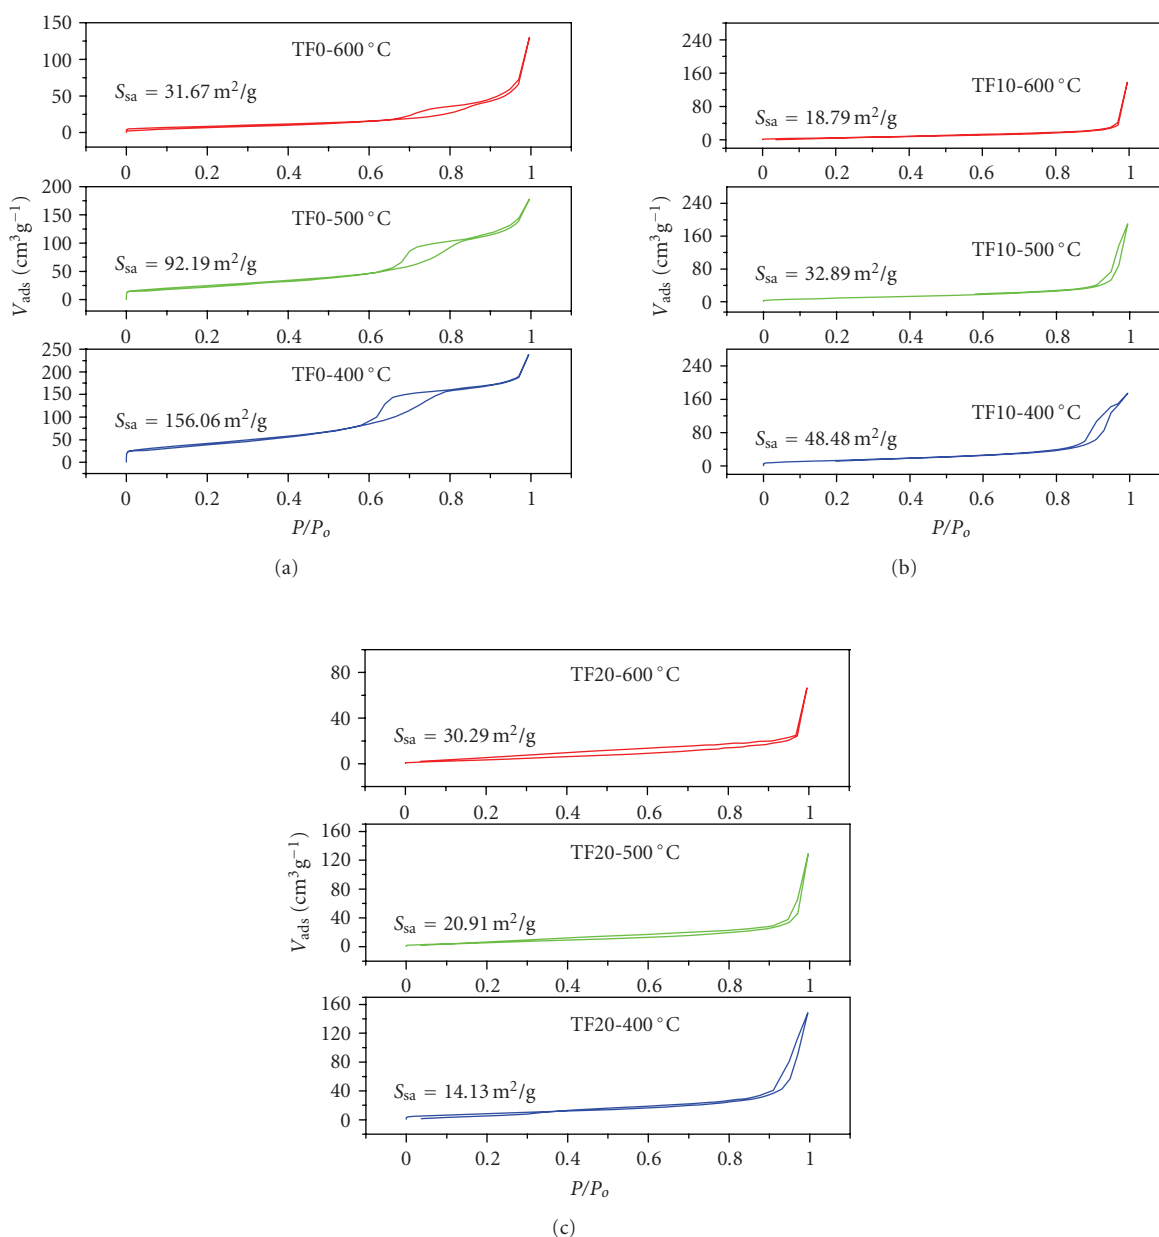 150
100
50
0
TF0-600 °C
S_sa = 31.67 m²/g
0 0.2 0.4 0.6 0.8 1
200
150
100
50
0
TF0-500 °C
S_sa = 92.19 m²/g
0 0.2 0.4 0.6 0.8 1
250
200
150
100
50
0
TF0-400 °C
S_sa = 156.06 m²/g
0 0.2 0.4 0.6 0.8 1
V_ads (cm³g⁻¹)
P/P_o
(a)
240
160
80
0
TF10-600 °C
S_sa = 18.79 m²/g
0 0.2 0.4 0.6 0.8 1
240
160
80
0
TF10-500 °C
S_sa = 32.89 m²/g
0 0.2 0.4 0.6 0.8 1
240
160
80
0
TF10-400 °C
S_sa = 48.48 m²/g
0 0.2 0.4 0.6 0.8 1
V_ads (cm³g⁻¹)
P/P_o
(b)
80
40
0
TF20-600 °C
S_sa = 30.29 m²/g
0 0.2 0.4 0.6 0.8 1
160
120
80
40
0
TF20-500 °C
S_sa = 20.91 m²/g
0 0.2 0.4 0.6 0.8 1
160
120
80
40
0
TF20-400 °C
S_sa = 14.13 m²/g
0 0.2 0.4 0.6 0.8 1
V_ads (cm³g⁻¹)
P/P_o
(c)